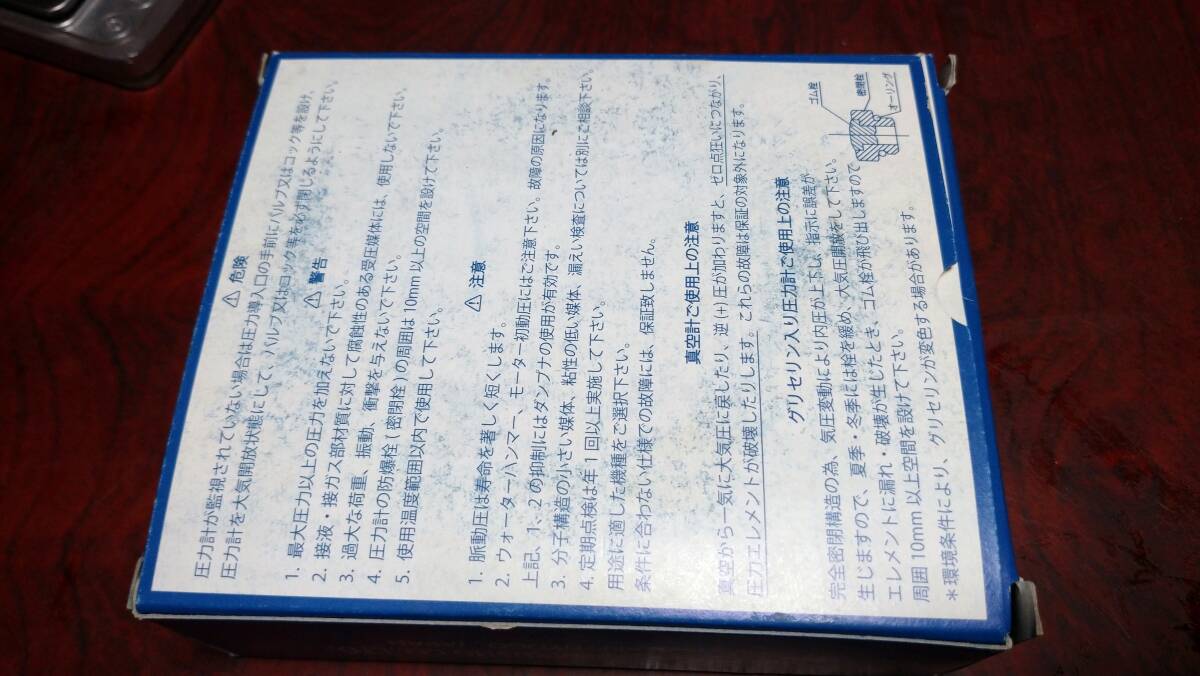 ⚠ 危険
圧力計が監視されていない場合は圧力導入口の手前にバルブ又はコック等を設け、
圧力計を大気開放状態にして、バルブ又はコック等を必ず閉じるようにして下さい。
⚠ 警告
1. 最大圧力以上の圧力を加えないで下さい。
2. 接液・接ガス部材質に対して腐蝕性のある受圧媒体には、使用しないで下さい。
3. 過大な荷重、振動、衝撃を与えないで下さい。
4. 圧力計の防爆栓(密閉栓)の周囲は10mm以上の空間を設けて下さい。
5. 使用温度範囲以内で使用して下さい。
⚠ 注意
1. 脈動圧は寿命を著しく短くします。
2. ウォーターハンマー、モーター初動圧にはご注意下さい。故障の原因になります。
上記、1、2の抑制にはダンプナの使用が有効です。
3. 分子構造の小さい媒体、粘性の低い媒体、漏えい検査については別にご相談下さい。
4. 定期点検は年1回以上実施して下さい。
用途に適した機種をご選択下さい。
条件に合わない仕様での故障には、保証致しません。
真空計ご使用上の注意
真空から一気に大気圧に戻したり、逆(+)圧が加わりますと、ゼロ点狂いにつながり、
圧力エレメントが破壊したりします。これらの故障は保証の対象外になります。
グリセリン入り圧力計ご使用上の注意
完全密閉構造の為、気圧変動により内圧が上下し、指示に誤差が
生じますので、夏季・冬季には栓を緩め、大気圧開放をして下さい。
エレメントに漏れ・破壊が生じたとき、ゴム栓が飛び出しますので
周囲10mm以上空間を設けて下さい。
*環境条件により、グリセリンが変色する場合があります。
ゴム栓
密閉栓
オーリング